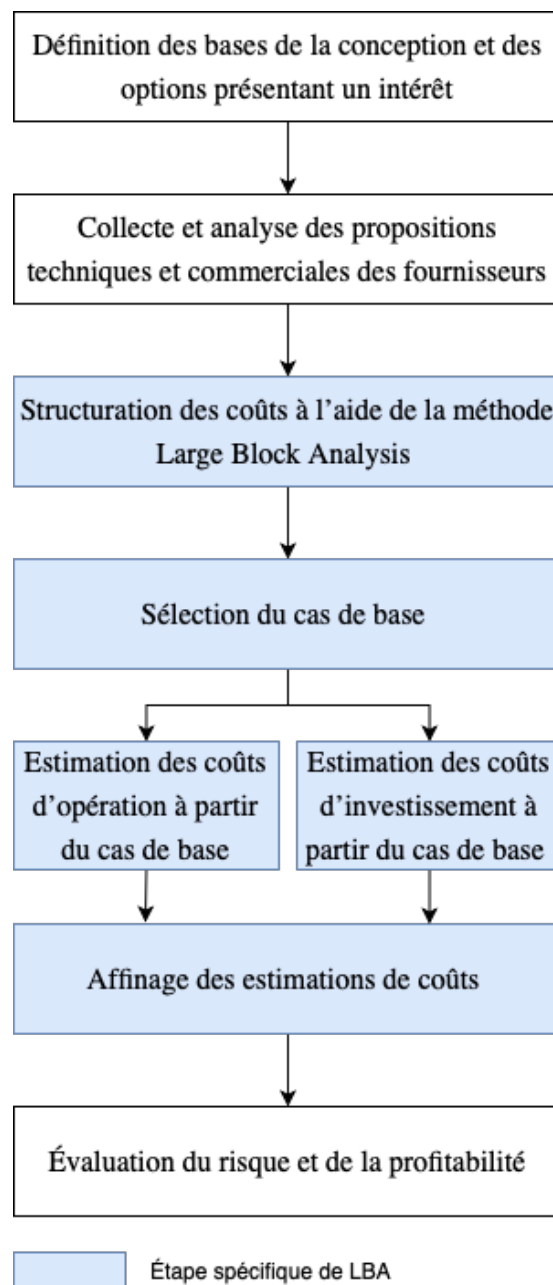 Définition des bases de la conception et des
options présentant un intérêt
Collecte et analyse des propositions
techniques et commerciales des fournisseurs
Structuration des coûts à l'aide de la méthode
Large Block Analysis
Sélection du cas de base
Estimation des coûts
d'opération à partir
du cas de base
Estimation des coûts
d'investissement à
partir du cas de base
Affinage des estimations de coûts
Évaluation du risque et de la profitabilité
Étape spécifique de LBA